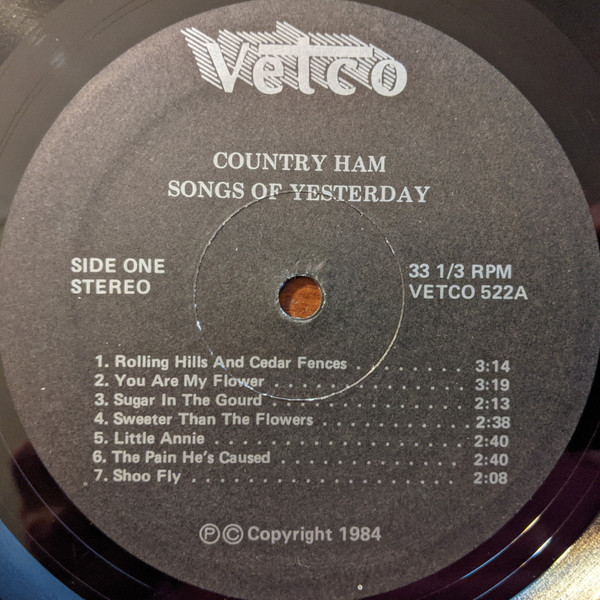 Vetco
COUNTRY HAM
SONGS OF YESTERDAY
SIDE ONE
STEREO
33 1/3 RPM
VETCO 522A
1. Rolling Hills And Cedar Fences . . . . . . . . . 3:14
2. You Are My Flower . . . . . . . . . . . . . . . 3:19
3. Sugar In The Gourd . . . . . . . . . . . . . . . 2:13
4. Sweeter Than The Flowers . . . . . . . . . . . . 2:38
5. Little Annie . . . . . . . . . . . . . . . . . . . 2:40
6. The Pain He's Caused . . . . . . . . . . . . . . 2:40
7. Shoo Fly . . . . . . . . . . . . . . . . . . . . . 2:08
Ⓟ© Copyright 1984